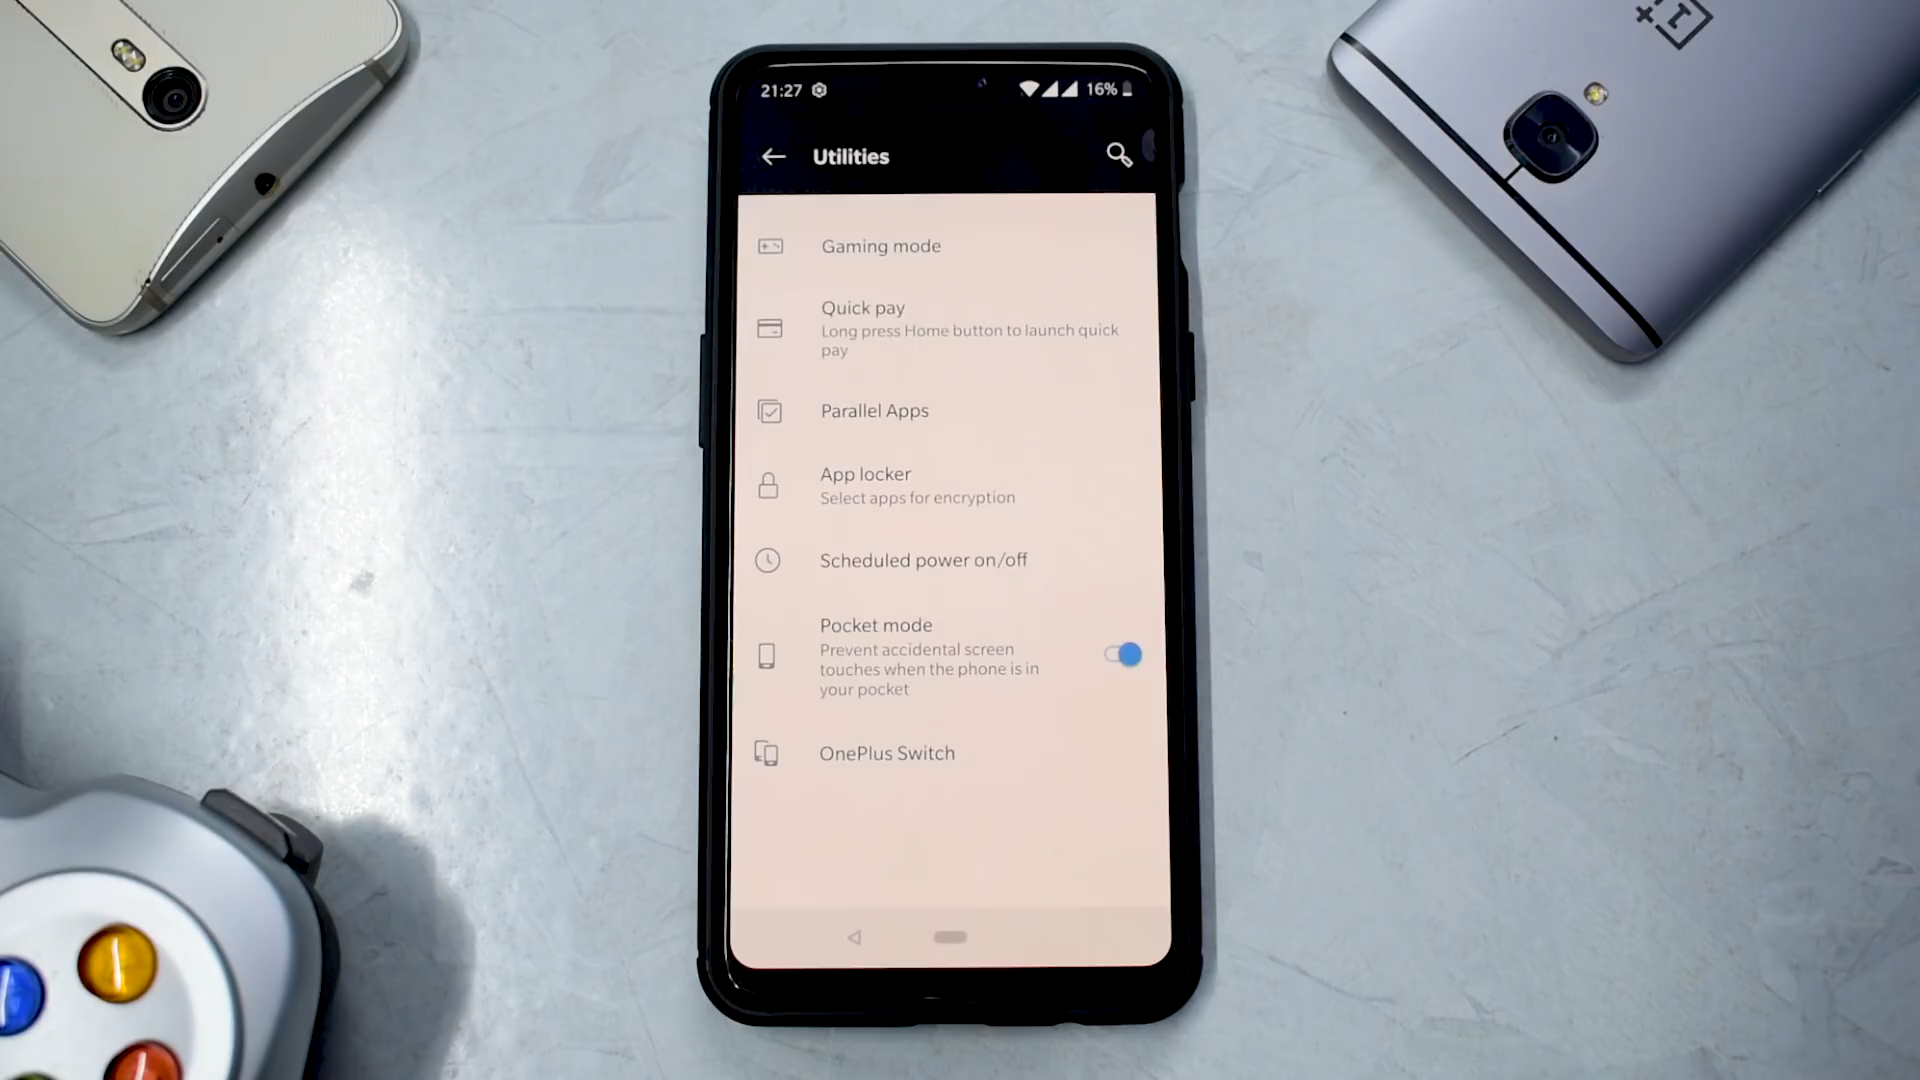 21:27
16%
Utilities
Gaming mode
Quick pay
Long press Home button to launch quick
pay
Parallel Apps
App locker
Select apps for encryption
Scheduled power on/off
Pocket mode
Prevent accidental screen
touches when the phone is in
your pocket
OnePlus Switch